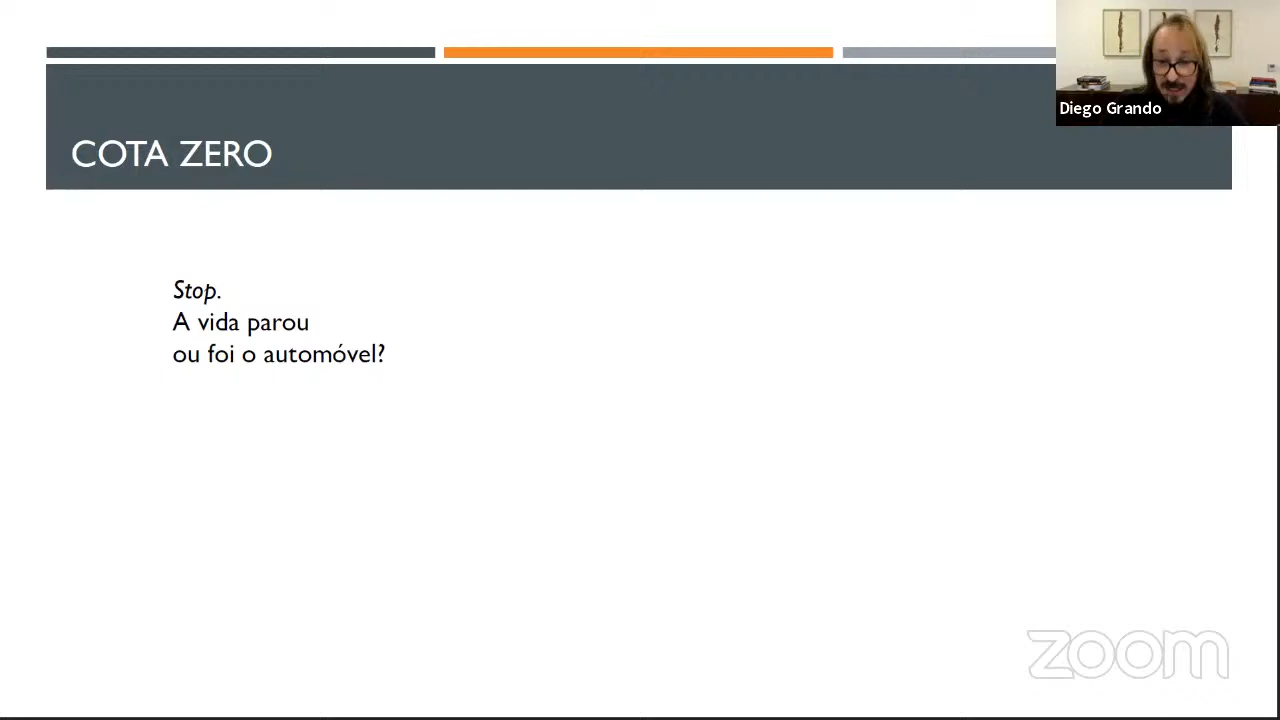 Diego Grando
COTA ZERO
Stop.
A vida parou
ou foi o automóvel?
zoom